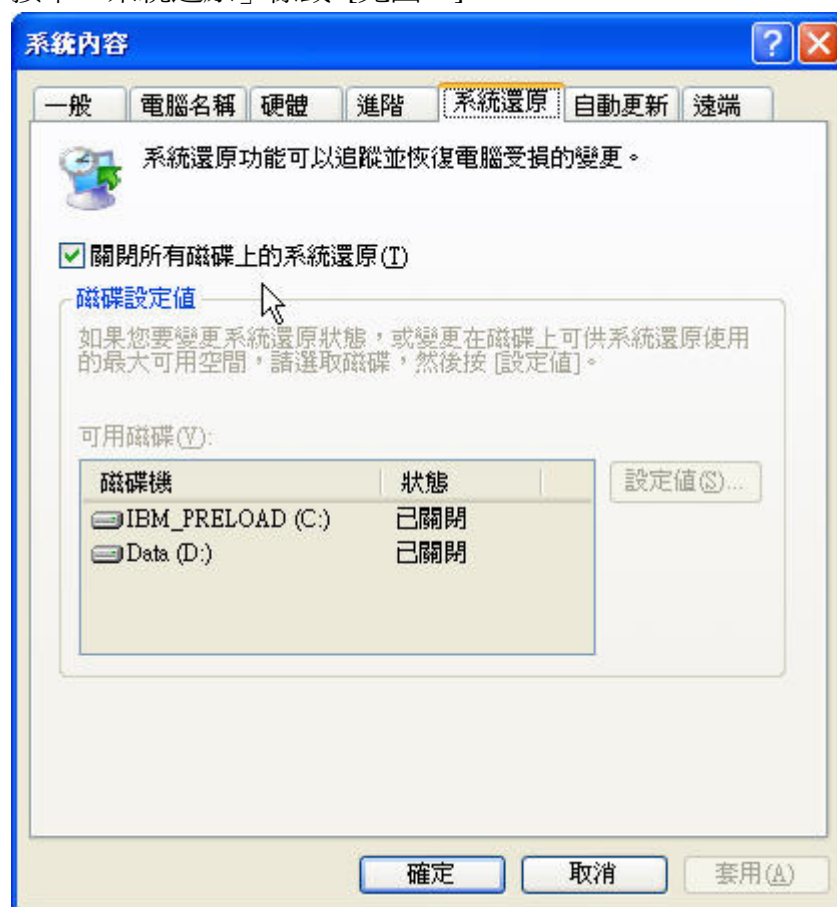 系統內容
一般 電腦名稱 硬體 進階 系統還原 自動更新 遠端
系統還原功能可以追蹤並恢復電腦受損的變更。
關閉所有磁碟上的系統還原(T)
磁碟設定值
如果您要變更系統還原狀態，或變更在磁碟上可供系統還原使用
的最大可用空間，請選取磁碟，然後按 [設定值]。
可用磁碟(V):
磁碟機 狀態
設定值(S)...
IBM_PRELOAD (C:) 已關閉
Data (D:) 已關閉
確定 取消 套用(A)